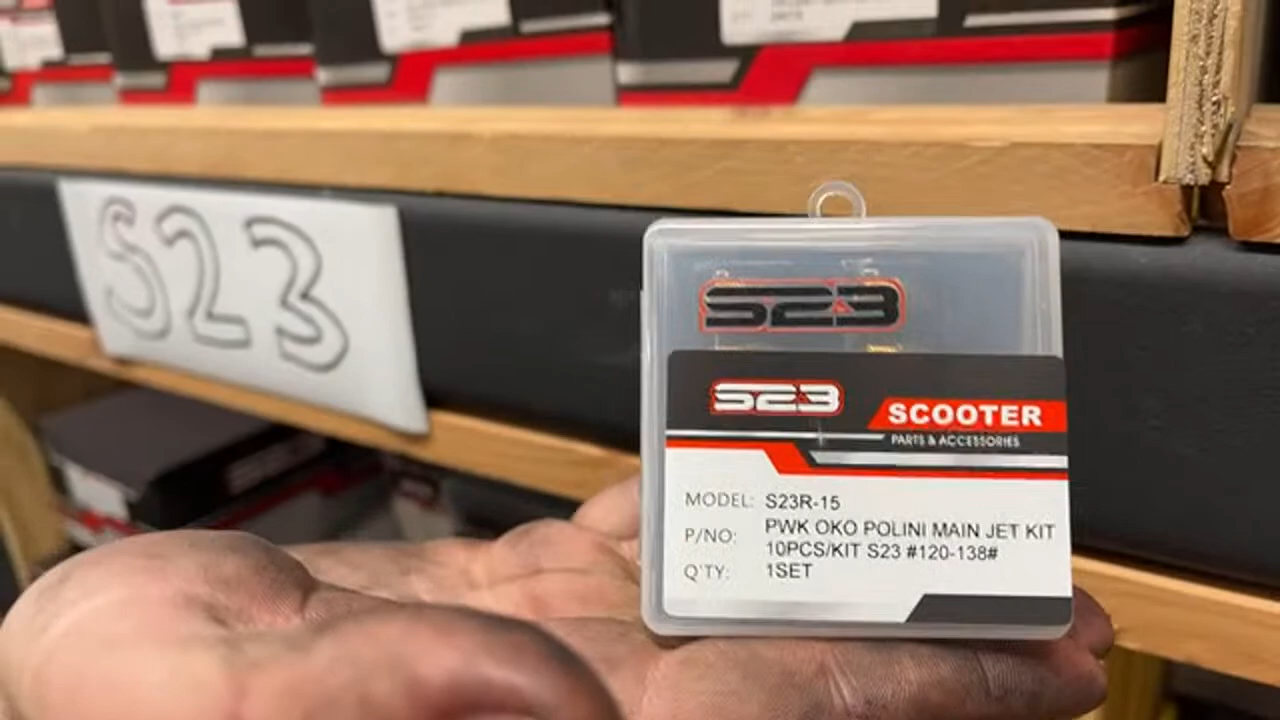 S23
S23
S23
SCOOTER
PARTS & ACCESSORIES
MODEL: S23R-15
P/NO: PWK OKO POLINI MAIN JET KIT
10PCS/KIT S23 #120-138#
Q'TY: 1SET